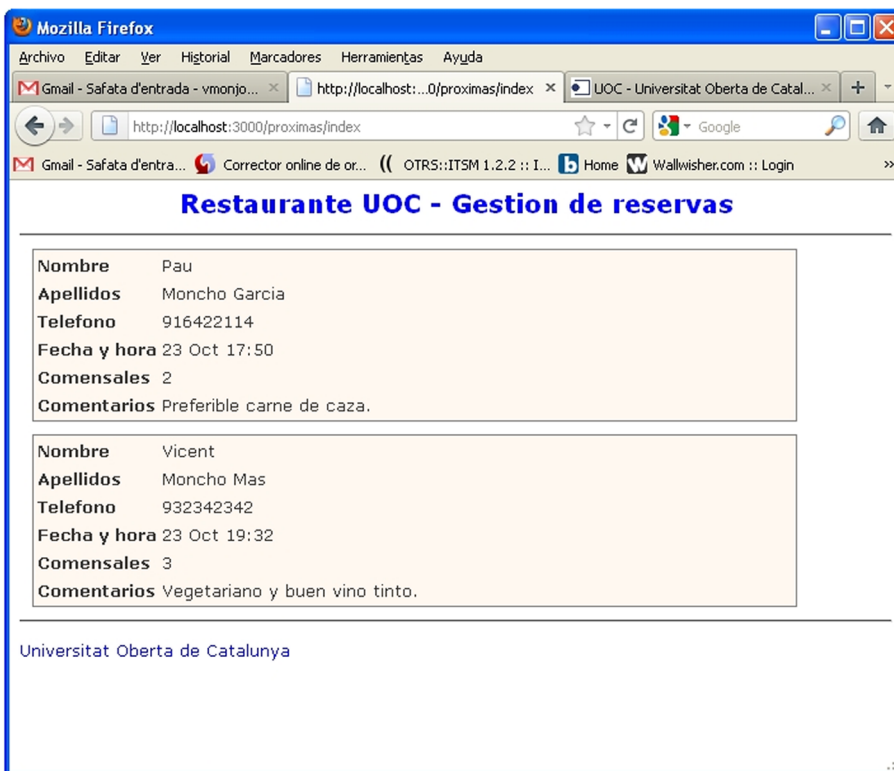 Mozilla Firefox
Archivo Editar Ver Historial Marcadores Herramientas Ayuda
Gmail - Safata d'entrada - vmonjo... http://localhost:...0/proximas/index UOC - Universitat Oberta de Catal...
http://localhost:3000/proximas/index Google
Gmail - Safata d'entra... Corrector online de or... OTRS::ITSM 1.2.2 :: I... Home Wallwisher.com :: Login
Restaurante UOC - Gestion de reservas
Nombre Pau
Apellidos Moncho Garcia
Telefono 916422114
Fecha y hora 23 Oct 17:50
Comensales 2
Comentarios Preferible carne de caza.
Nombre Vicent
Apellidos Moncho Mas
Telefono 932342342
Fecha y hora 23 Oct 19:32
Comensales 3
Comentarios Vegetariano y buen vino tinto.
Universitat Oberta de Catalunya